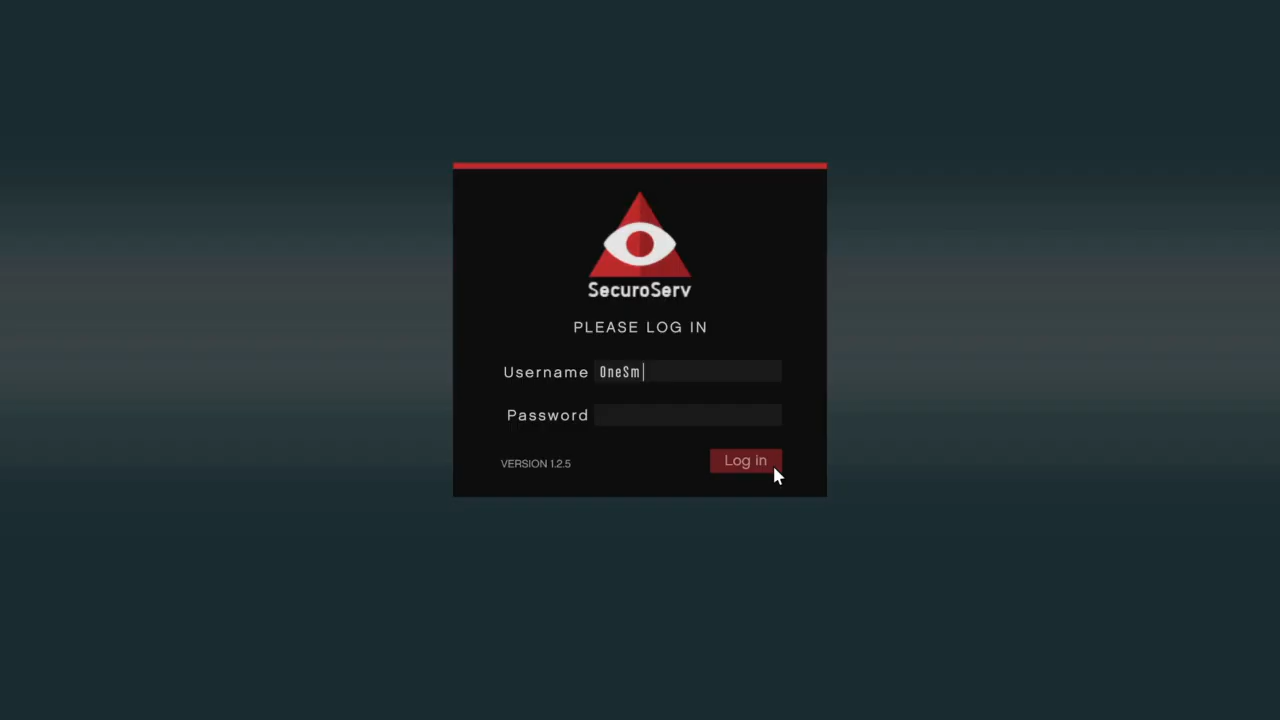 SecuroServ
PLEASE LOG IN
Username OneSm
Password
VERSION 1.2.5 Log in